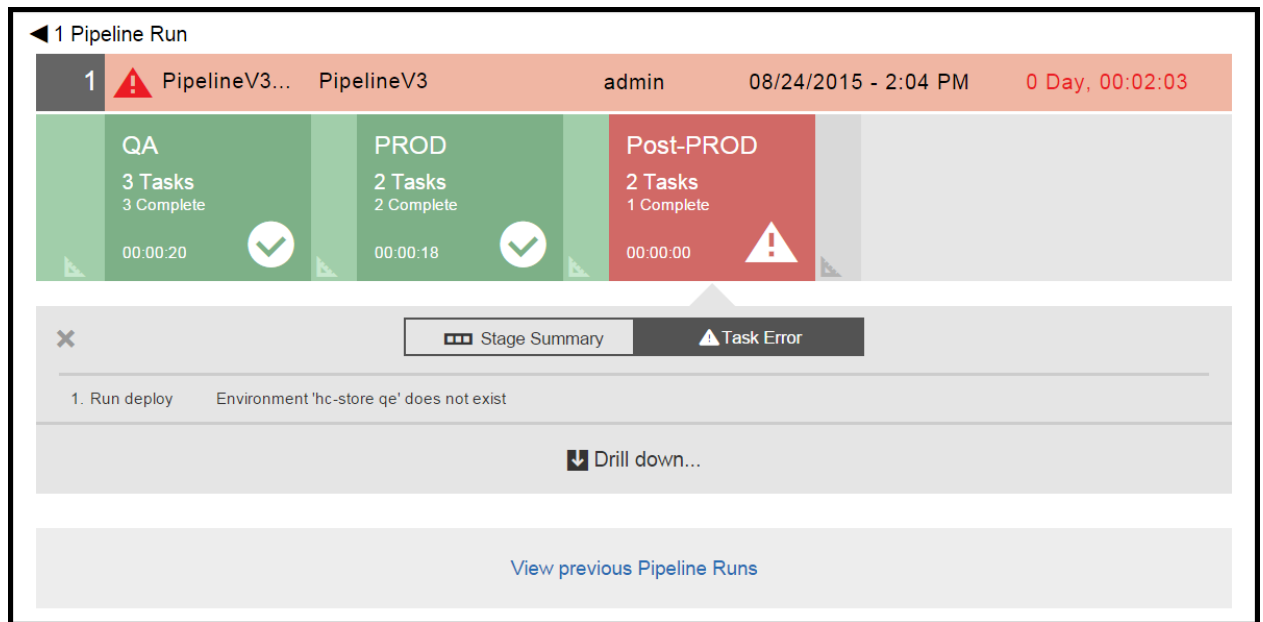 1 Pipeline Run
1 PipelineV3... PipelineV3 admin 08/24/2015 - 2:04 PM 0 Day, 00:02:03
QA PROD Post-PROD
3 Tasks 2 Tasks 2 Tasks
3 Complete 2 Complete 1 Complete
00:00:20 00:00:18 00:00:00
Stage Summary Task Error
1. Run deploy Environment 'hc-store qe' does not exist
Drill down...
View previous Pipeline Runs